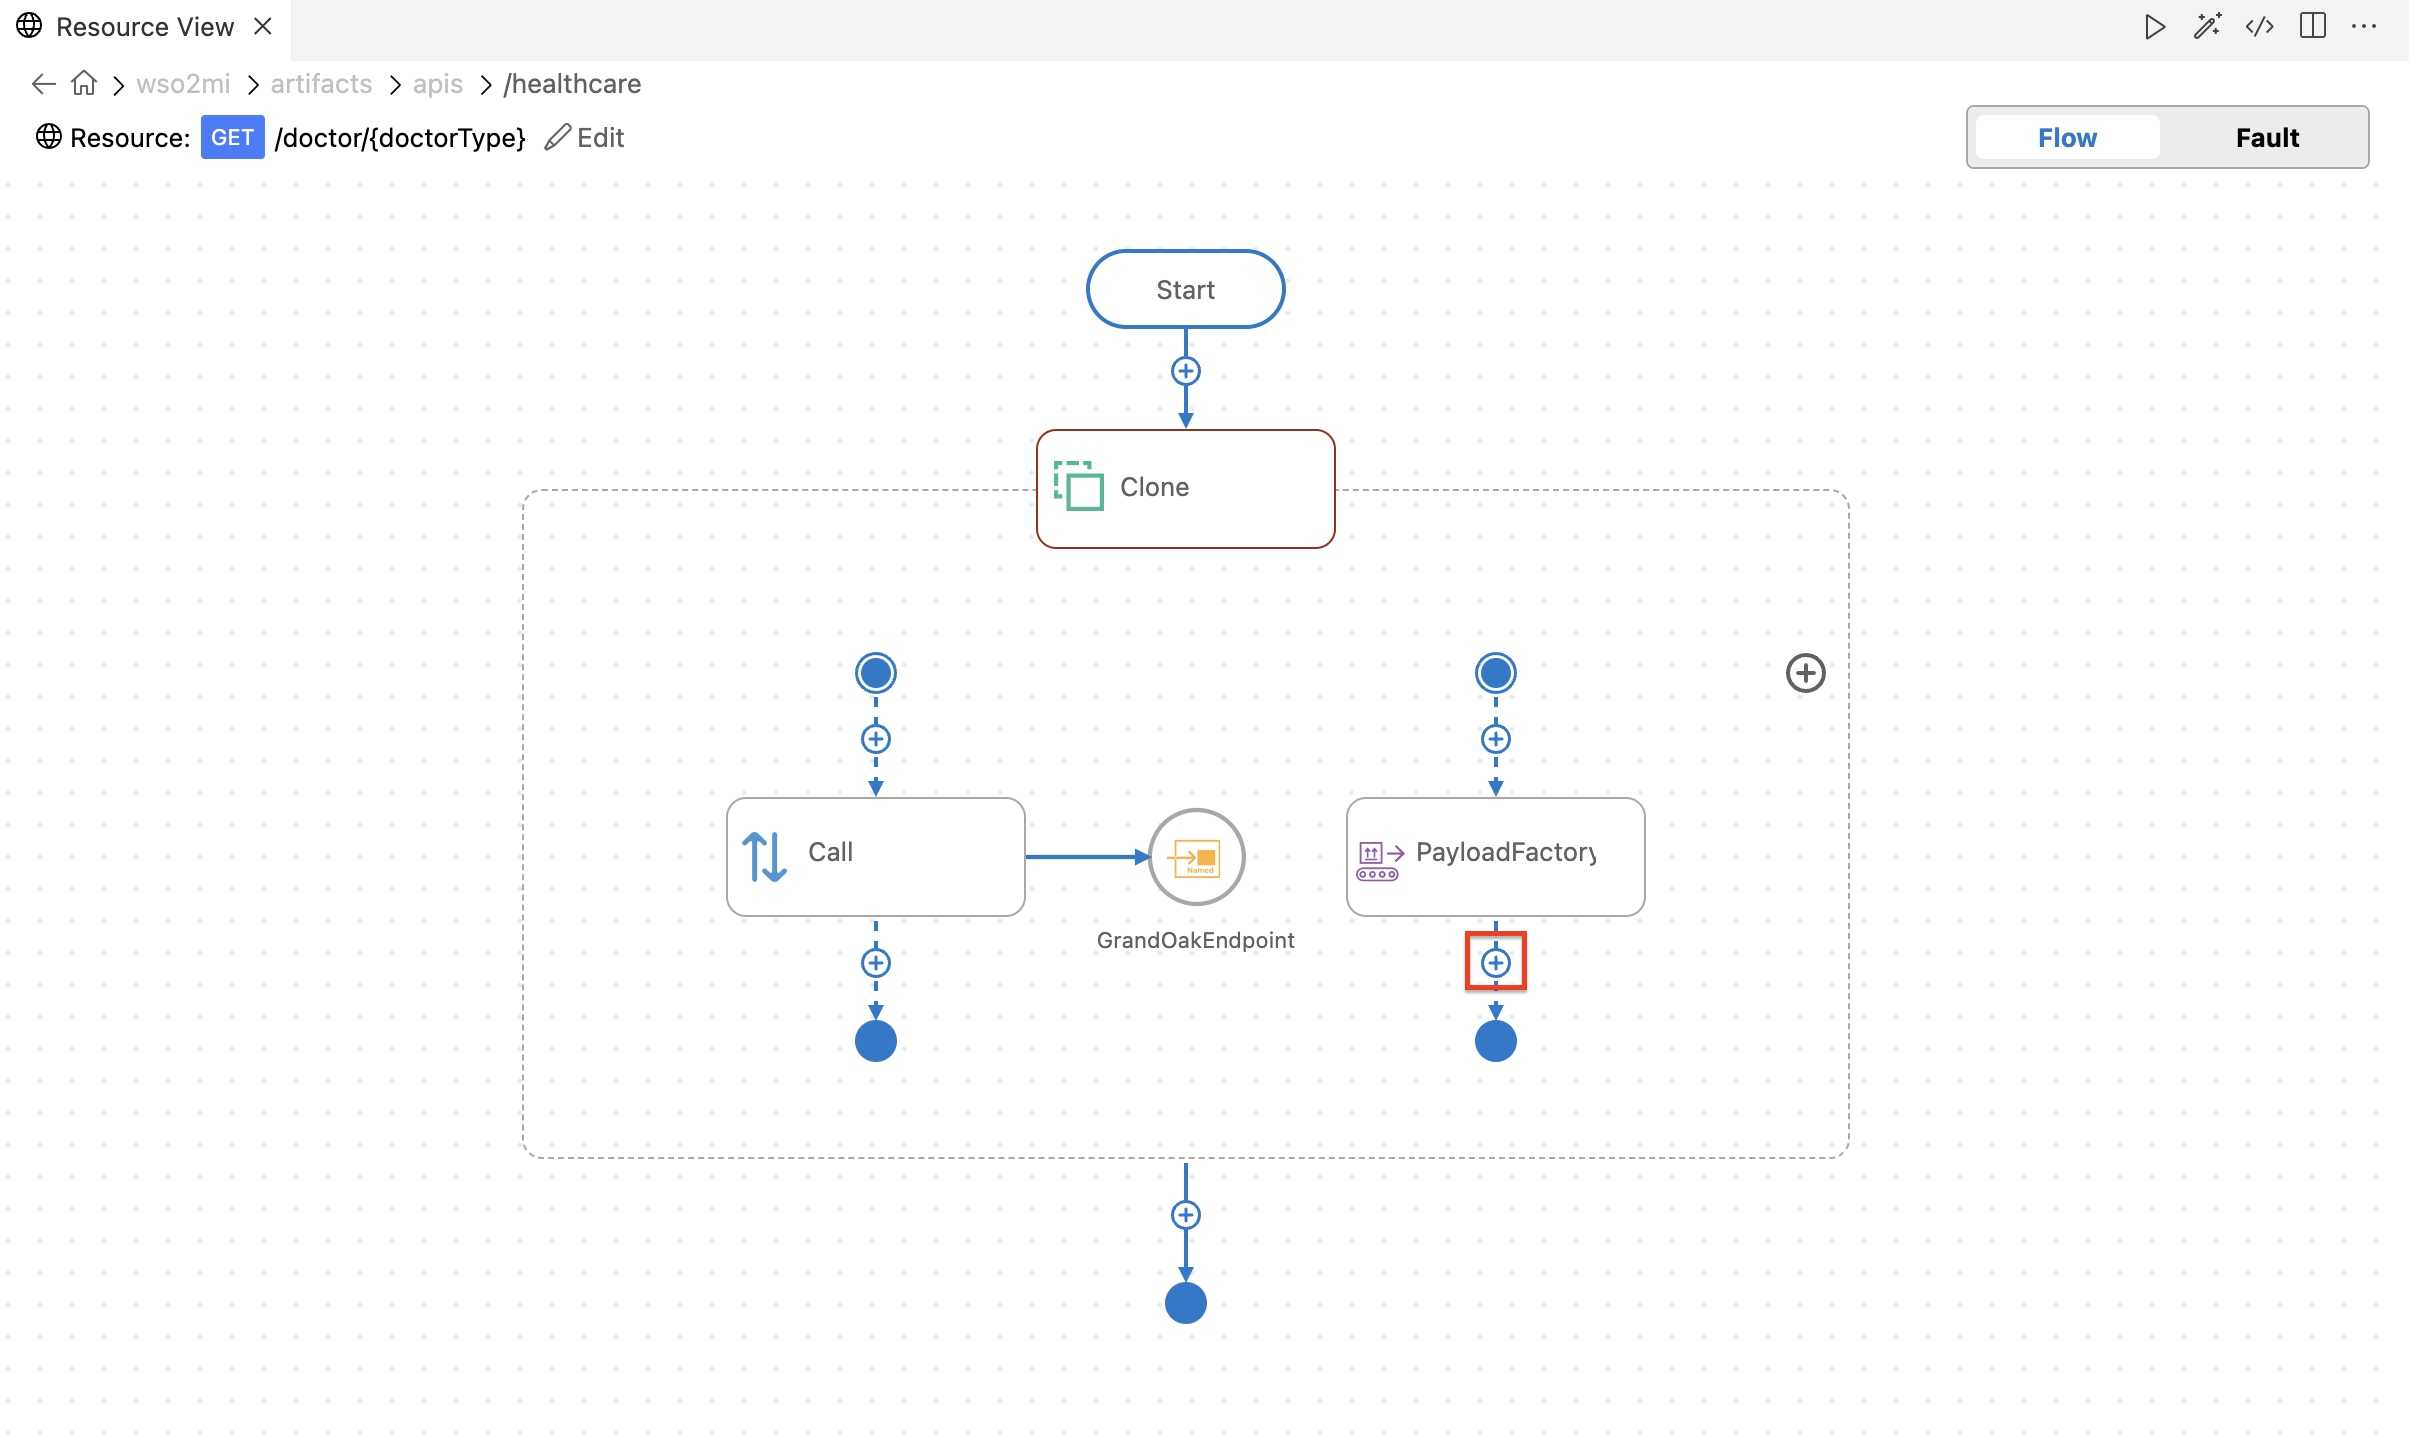 Resource View
wso2mi artifacts apis /healthcare
Resource: GET /doctor/{doctorType} Edit
Flow Fault
Start
Clone
Call
Named
PayloadFactory
GrandOakEndpoint